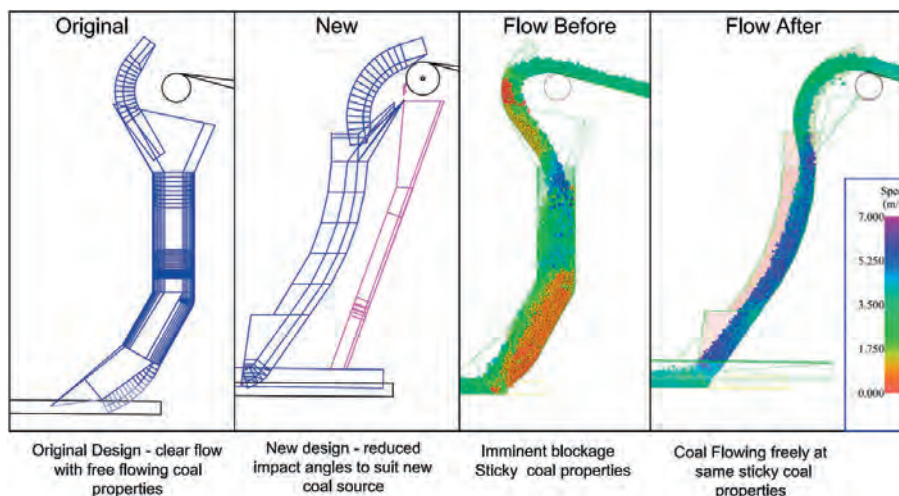 Original
New
Flow Before
Flow After
7.000
5.250
3.500
1.750
0.000
Original Design - clear flow
with free flowing coal
properties
New design - reduced
impact angles to suit new
coal source
Imminent blockage
Sticky coal properties
Coal Flowing freely at
same sticky coal
properties